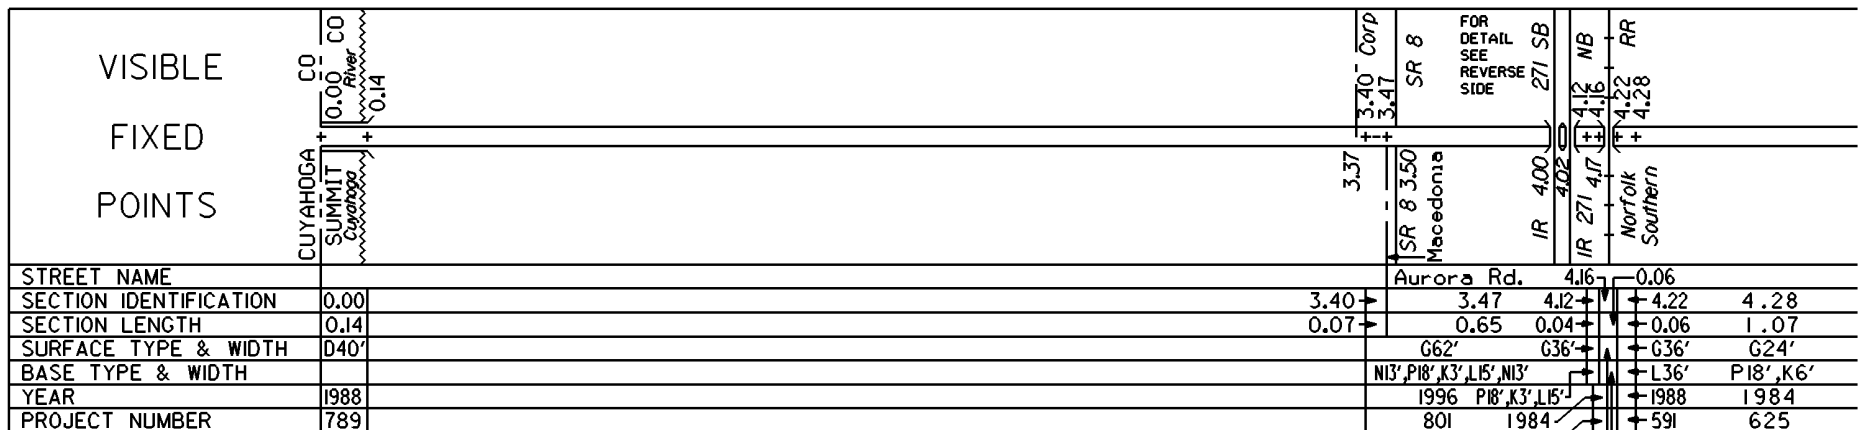 VISIBLE
FIXED
POINTS
CUYAHOGA CO
SUMMIT CO
0.00
Cuyahoga River
0.14
3.37
3.40 Corp
3.47
SR 8
SR 8 3.50
Macedonia
FOR
DETAIL
SEE
REVERSE
SIDE
IR 4.00 271 SB
4.02
IR 271 4.17 NB
4.12
4.16
RR
4.22
4.28
Norfolk
Southern
STREET NAME Aurora Rd. 4.16 0.06
SECTION IDENTIFICATION 0.00 3.40 3.47 4.12 4.22 4.28
SECTION LENGTH 0.14 0.07 0.65 0.04 0.06 1.07
SURFACE TYPE & WIDTH D40' G62' G36' G36' G24'
BASE TYPE & WIDTH N13',P18',K3',L15',N13' L36' P18',K6'
YEAR 1988 1996 P18',K3',L15' 1988 1984
PROJECT NUMBER 789 801 1984 591 625